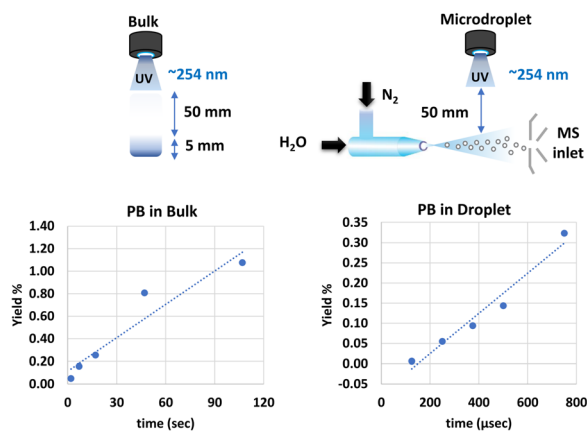 Bulk
UV
~254 nm
50 mm
5 mm
Microdroplet
UV
~254 nm
N2
50 mm
H2O
MS
inlet
PB in Bulk
Yield %
1.40
1.20
1.00
0.80
0.60
0.40
0.20
0.00
0 30 60 90 120
time (sec)
PB in Droplet
Yield %
0.35
0.30
0.25
0.20
0.15
0.10
0.05
0.00
-0.05
0 200 400 600 800
time (μsec)